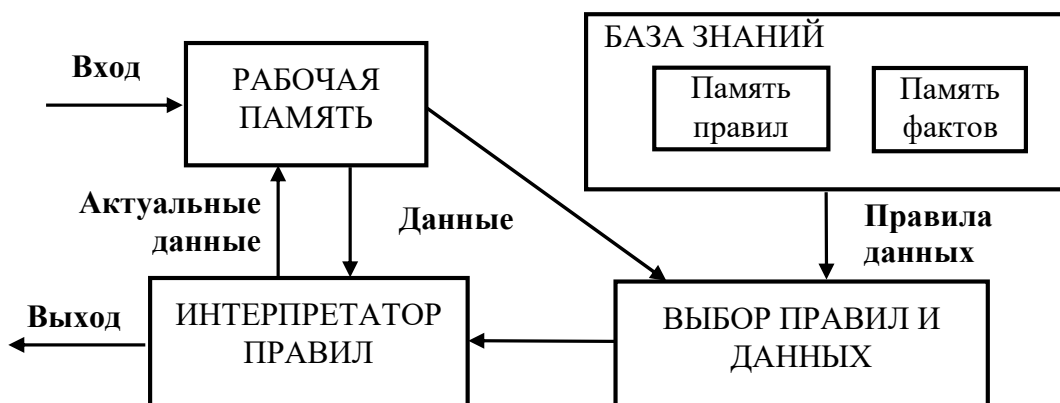 Вход
РАБОЧАЯ
ПАМЯТЬ
БАЗА ЗНАНИЙ
Память
правил
Память
фактов
Актуальные
данные
Данные
Правила
данных
Выход
ИНТЕРПРЕТАТОР
ПРАВИЛ
ВЫБОР ПРАВИЛ И
ДАННЫХ